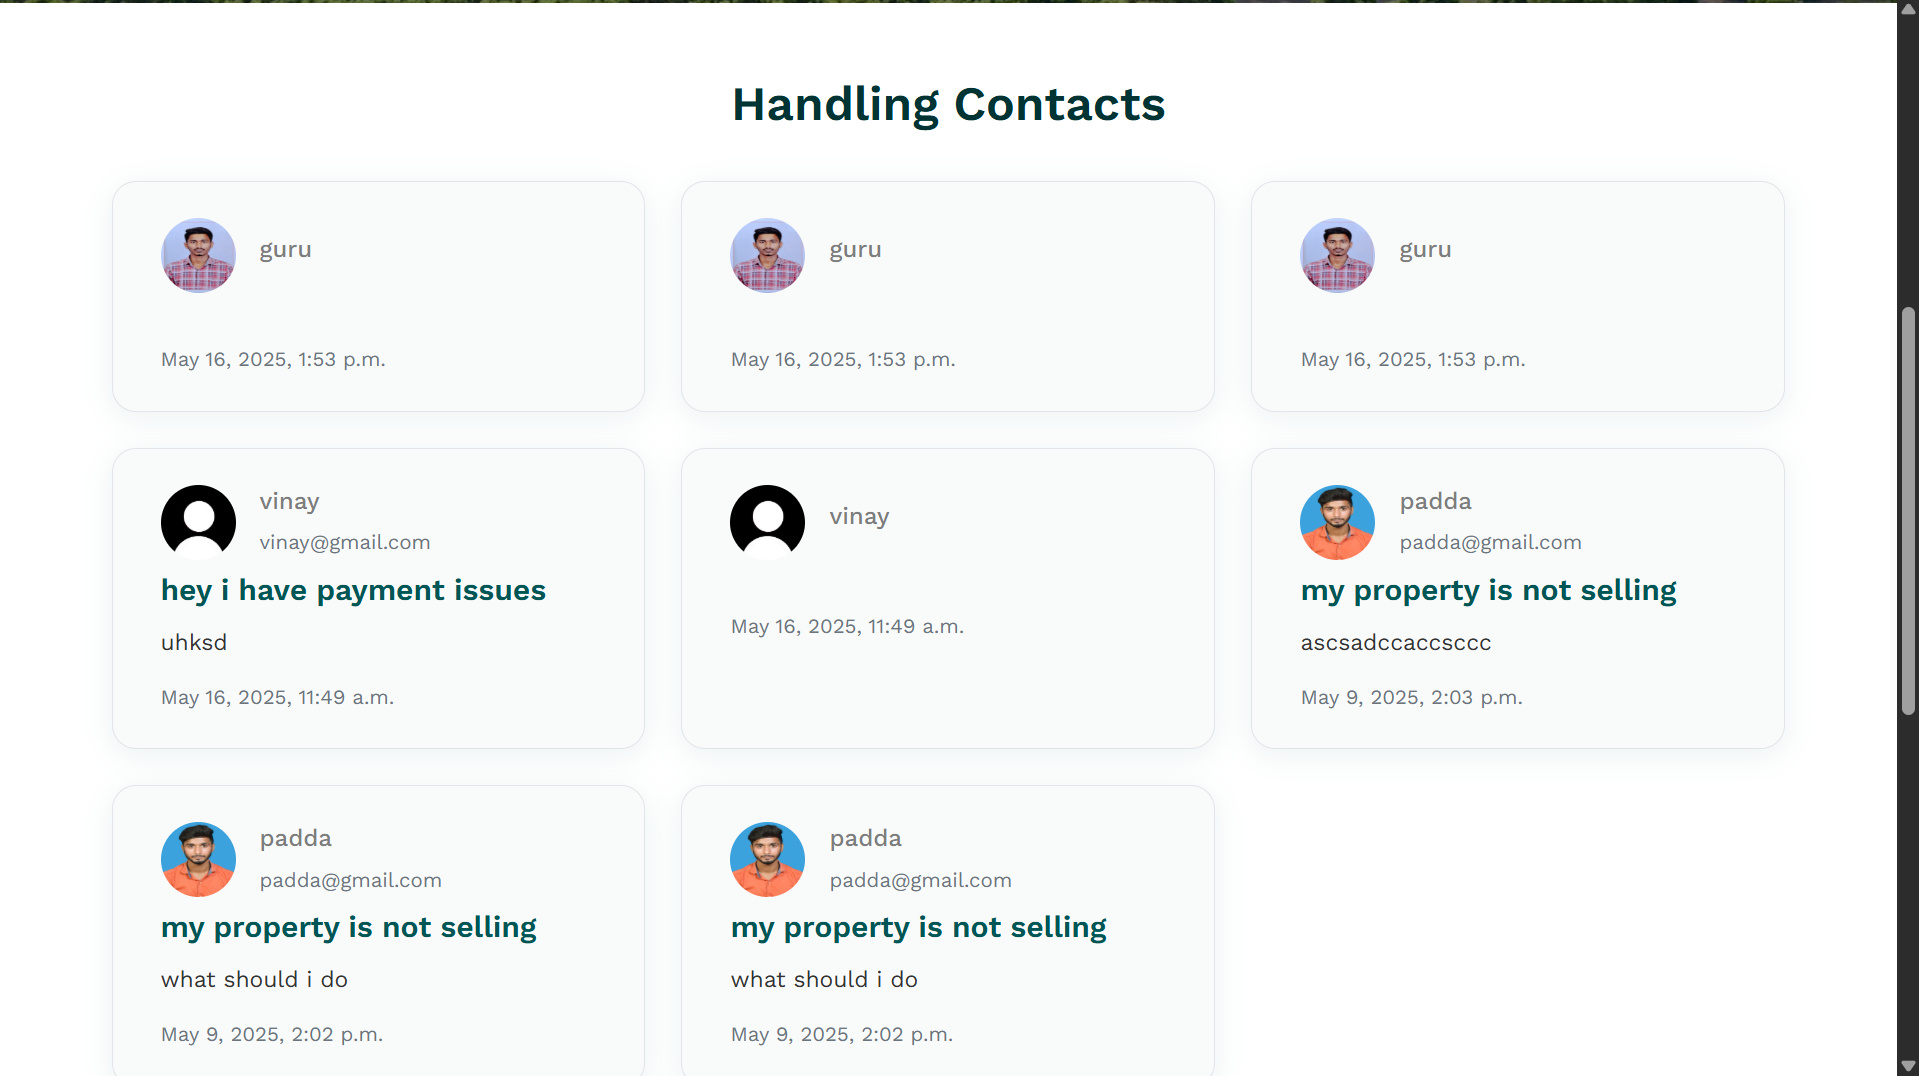 Handling Contacts
guru
May 16, 2025, 1:53 p.m.
guru
May 16, 2025, 1:53 p.m.
guru
May 16, 2025, 1:53 p.m.
vinay
vinay@gmail.com
hey i have payment issues
uhksd
May 16, 2025, 11:49 a.m.
vinay
May 16, 2025, 11:49 a.m.
padda
padda@gmail.com
my property is not selling
ascsadccaccsccc
May 9, 2025, 2:03 p.m.
padda
padda@gmail.com
my property is not selling
what should i do
May 9, 2025, 2:02 p.m.
padda
padda@gmail.com
my property is not selling
what should i do
May 9, 2025, 2:02 p.m.